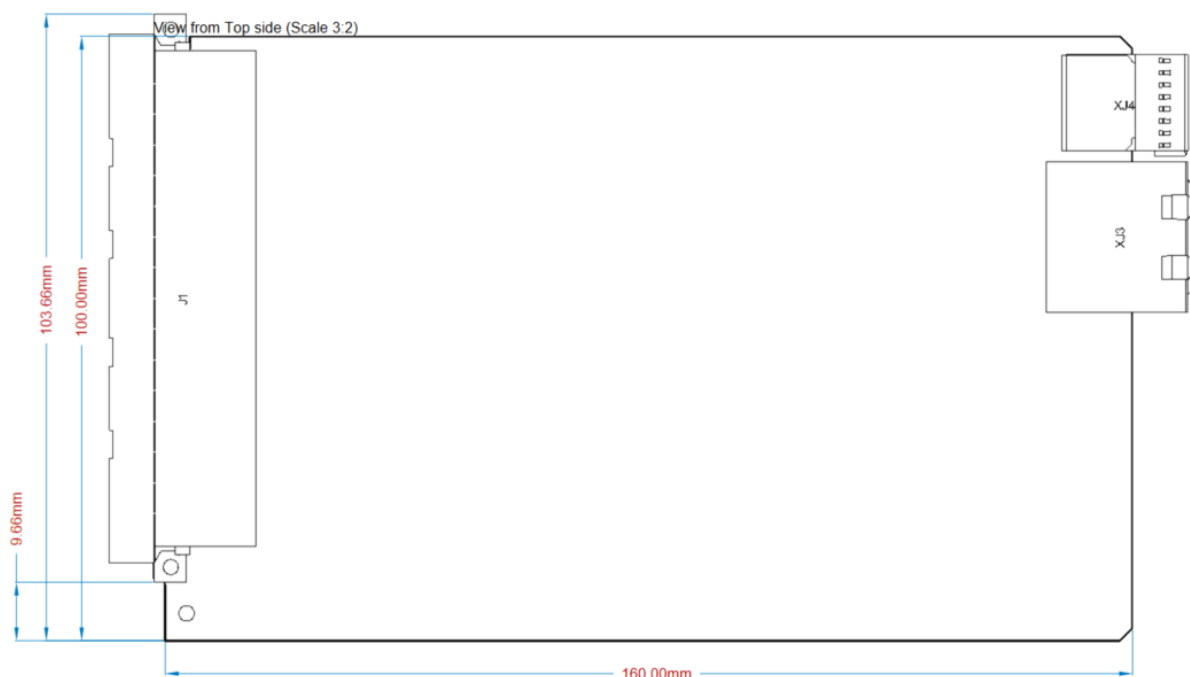 View from Top side (Scale 3:2)
XJ4
XJ3
J1
103.66mm
100.00mm
9.66mm
160.00mm